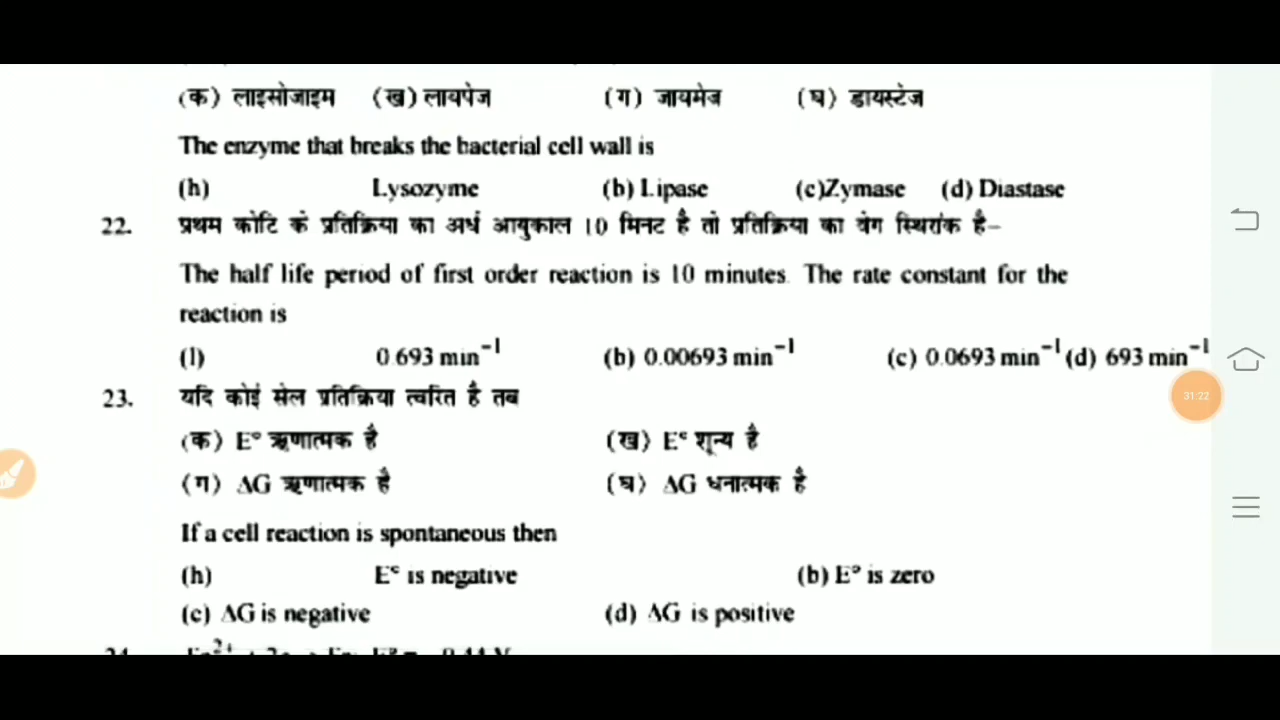 (क) लाइसोजाइम (ख) लायपेज (ग) जायमेज (घ) डायस्टेज
The enzyme that breaks the bacterial cell wall is
(h) Lysozyme (b) Lipase (c)Zymase (d) Diastase
22. प्रथम कोटि के प्रतिक्रिया का अर्ध आयुकाल 10 मिनट है तो प्रतिक्रिया का वेग स्थिरांक है–
The half life period of first order reaction is 10 minutes. The rate constant for the
reaction is
(l) 0.693 min⁻¹ (b) 0.00693 min⁻¹ (c) 0.0693 min⁻¹ (d) 693 min⁻¹
31:22
23. यदि कोई सेल प्रतिक्रिया त्वरित है तब
(क) E° ऋणात्मक है (ख) E° शून्य है
(ग) ΔG ऋणात्मक है (घ) ΔG धनात्मक है
If a cell reaction is spontaneous then
(h) E° is negative (b) E° is zero
(c) ΔG is negative (d) ΔG is positive